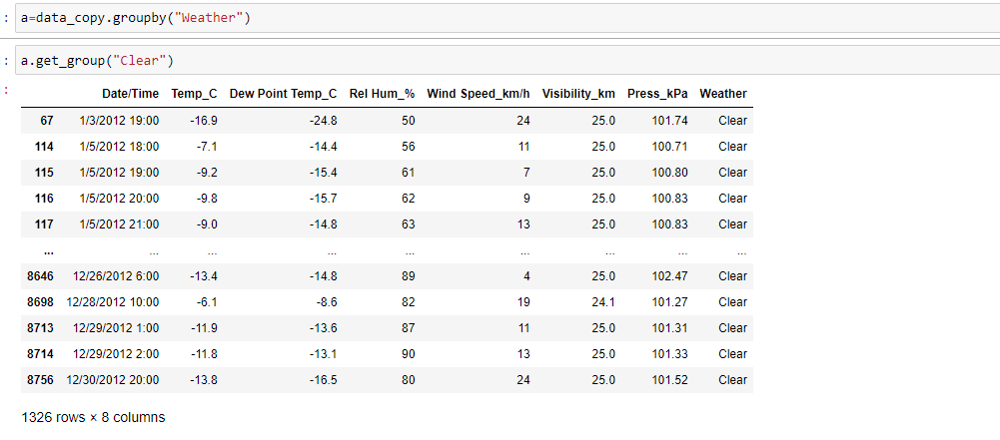 : a=data_copy.groupby("Weather")
: a.get_group("Clear")
:
Date/Time Temp_C Dew Point Temp_C Rel Hum_% Wind Speed_km/h Visibility_km Press_kPa Weather
67 1/3/2012 19:00 -16.9 -24.8 50 24 25.0 101.74 Clear
114 1/5/2012 18:00 -7.1 -14.4 56 11 25.0 100.71 Clear
115 1/5/2012 19:00 -9.2 -15.4 61 7 25.0 100.80 Clear
116 1/5/2012 20:00 -9.8 -15.7 62 9 25.0 100.83 Clear
117 1/5/2012 21:00 -9.0 -14.8 63 13 25.0 100.83 Clear
... ... ... ... ... ... ... ... ...
8646 12/26/2012 6:00 -13.4 -14.8 89 4 25.0 102.47 Clear
8698 12/28/2012 10:00 -6.1 -8.6 82 19 24.1 101.27 Clear
8713 12/29/2012 1:00 -11.9 -13.6 87 11 25.0 101.31 Clear
8714 12/29/2012 2:00 -11.8 -13.1 90 13 25.0 101.33 Clear
8756 12/30/2012 20:00 -13.8 -16.5 80 24 25.0 101.52 Clear
1326 rows × 8 columns